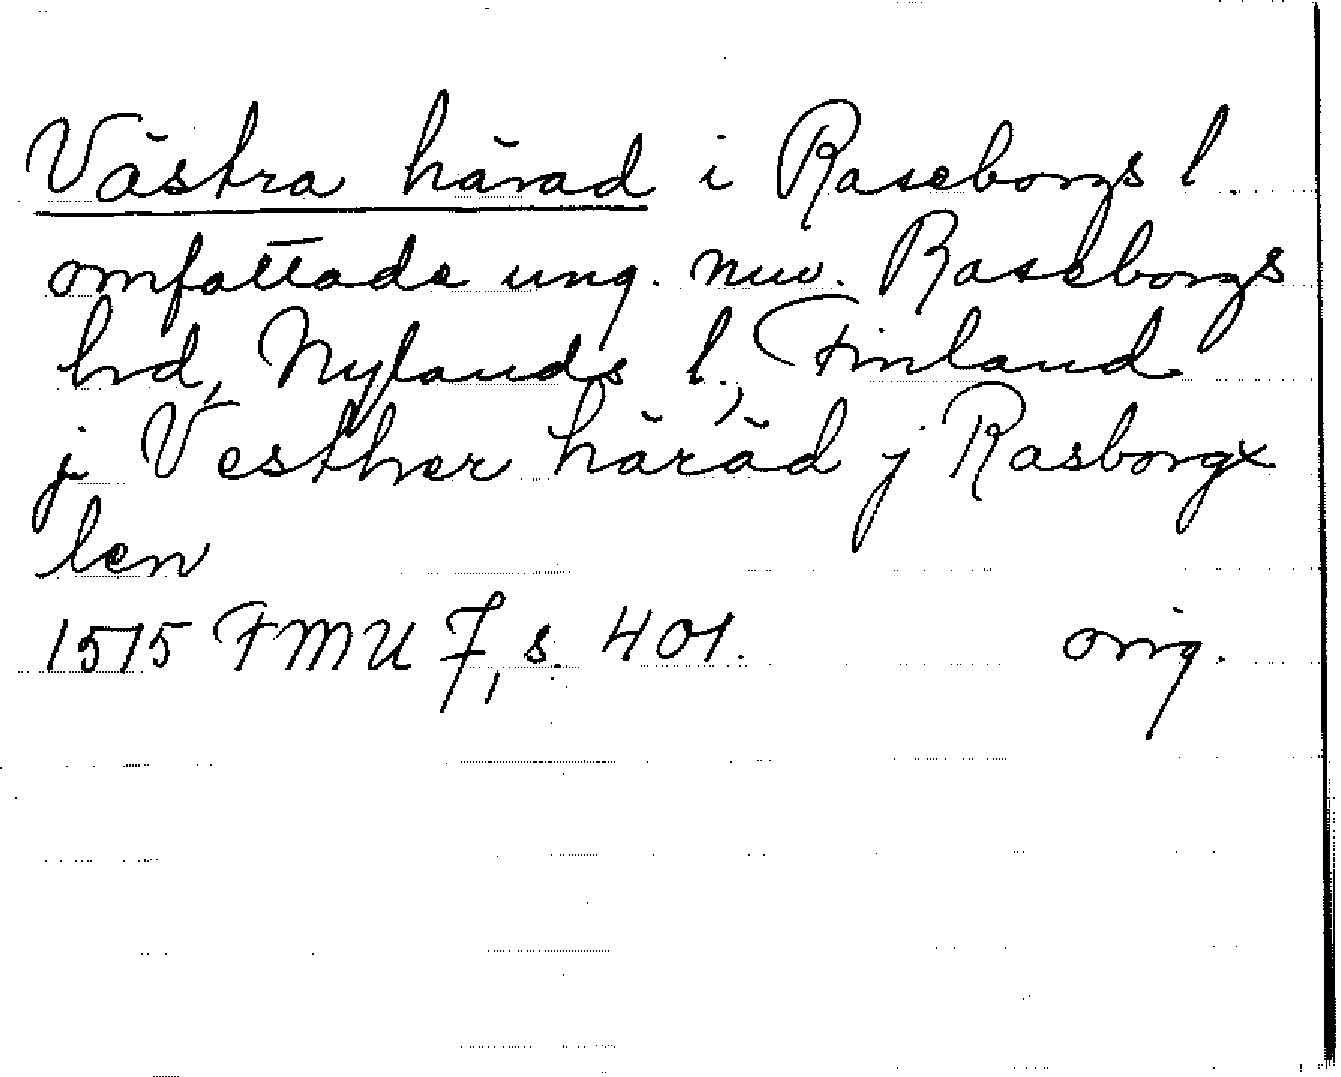 Västra härad i Raseborgs l.
omfattade ung. nuv. Raseborgs
hd, Nylands l., Finland
j Vesther häräd j Rasborgx
len
1515 FMU 7, s. 401. orig.